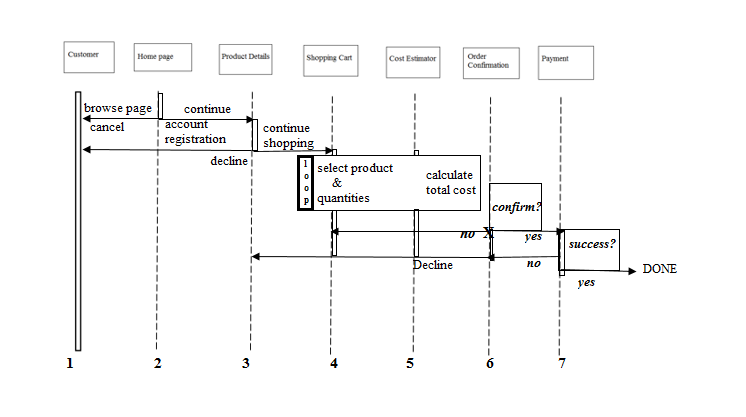 Customer
Home page
Product Details
Shopping Cart
Cost Estimator
Order
Confirmation
Payment
browse page
continue
cancel
account
registration
continue
shopping
decline
loop
select product
&
quantities
calculate
total cost
confirm?
no
X
yes
success?
Decline
no
yes
DONE
1
2
3
4
5
6
7